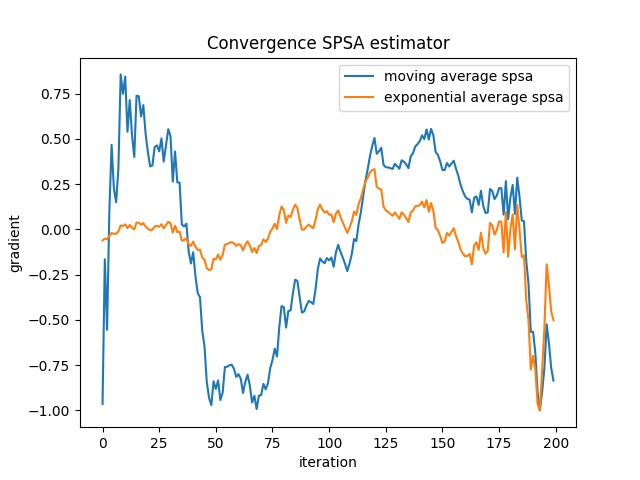 Convergence SPSA estimator
moving average spsa
exponential average spsa
gradient
0.75
0.50
0.25
0.00
−0.25
−0.50
−0.75
−1.00
0 25 50 75 100 125 150 175 200
iteration